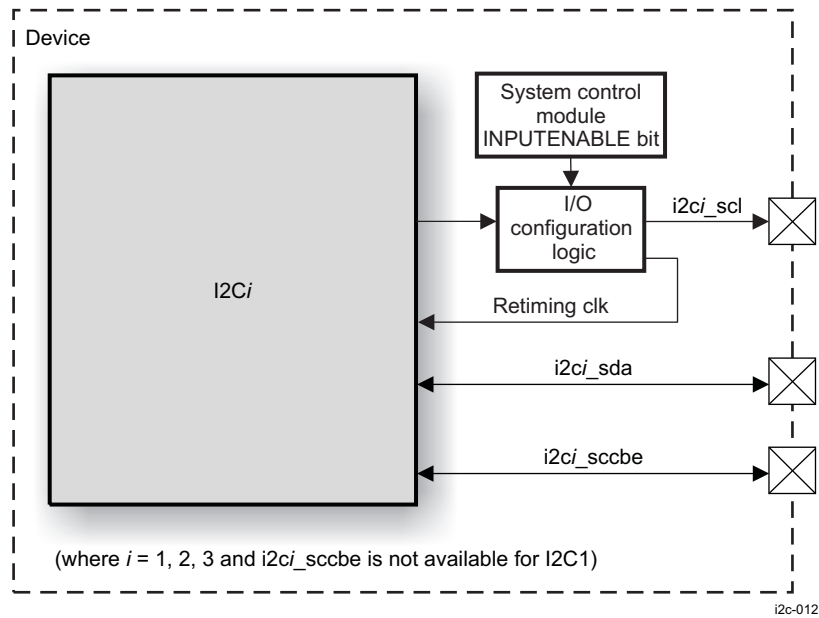 Device
System control
module
INPUTENABLE bit
I/O
configuration
logic
i2ci_scl
I2Ci
Retiming clk
i2ci_sda
i2ci_sccbe
(where i = 1, 2, 3 and i2ci_sccbe is not available for I2C1)
i2c-012